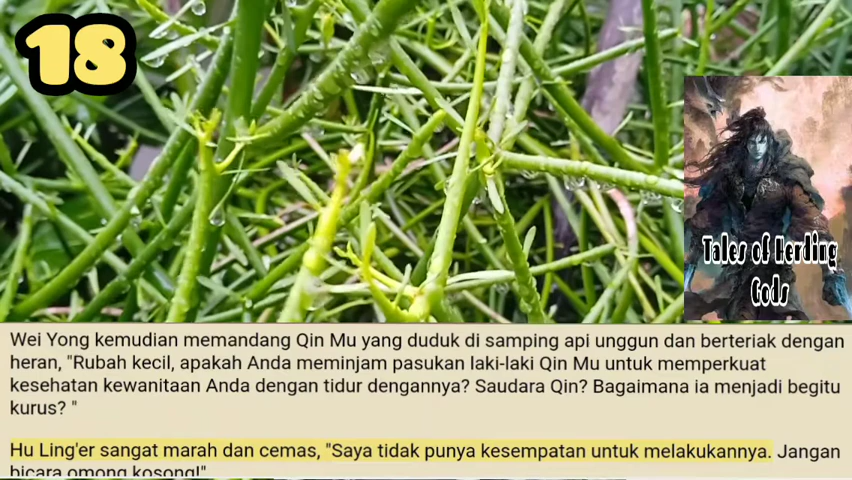 18
Tales of Herding
Gods
Wei Yong kemudian memandang Qin Mu yang duduk di samping api unggun dan berteriak dengan
heran, "Rubah kecil, apakah Anda meminjam pasukan laki-laki Qin Mu untuk memperkuat
kesehatan kewanitaan Anda dengan tidur dengannya? Saudara Qin? Bagaimana ia menjadi begitu
kurus? "
Hu Ling'er sangat marah dan cemas, "Saya tidak punya kesempatan untuk melakukannya. Jangan
bicara omong kosong!"